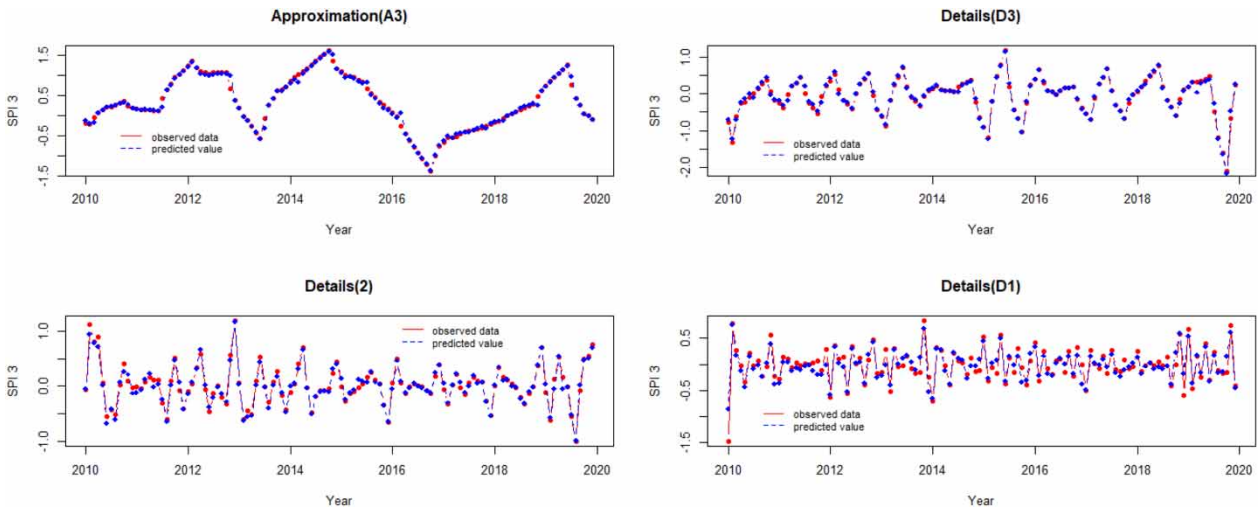 Approximation(A3)
SPI 3
1.5
0.5
-0.5
-1.5
observed data
predicted value
2010 2012 2014 2016 2018 2020
Year
Details(D3)
SPI 3
1.0
0.0
-1.0
-2.0
observed data
predicted value
2010 2012 2014 2016 2018 2020
Year
Details(2)
SPI 3
1.0
0.0
-1.0
observed data
predicted value
2010 2012 2014 2016 2018 2020
Year
Details(D1)
SPI 3
0.5
-0.5
-1.5
observed data
predicted value
2010 2012 2014 2016 2018 2020
Year